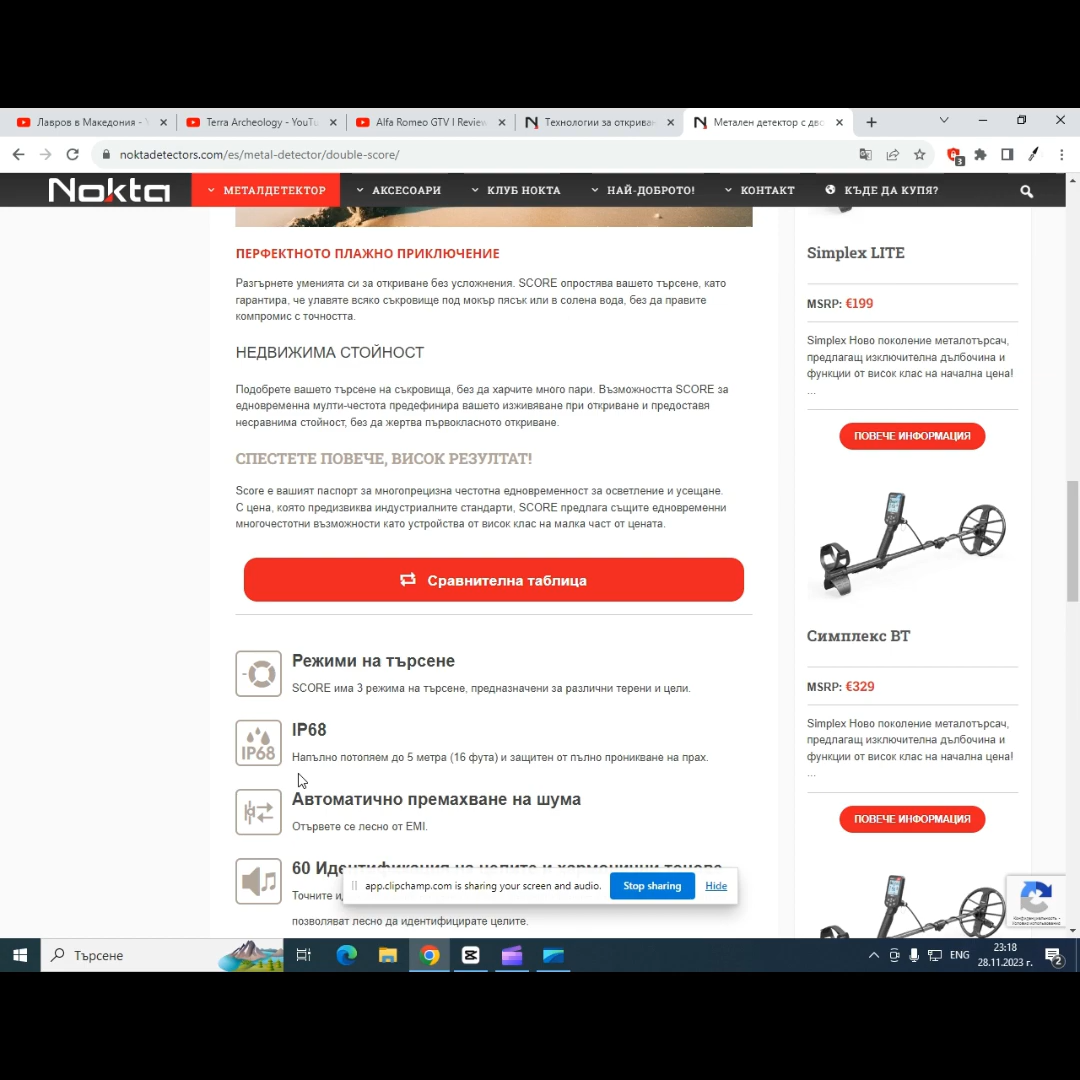 Лавров в Македония -
Terra Archeology - YouTu
Alfa Romeo GTV I Review
Технологии за откриван
Метален детектор с дво
noktadetectors.com/es/metal-detector/double-score/
3
Nokta
МЕТАЛДЕТЕКТОР
АКСЕСОАРИ
КЛУБ НОКТА
НАЙ-ДОБРОТО!
КОНТАКТ
КЪДЕ ДА КУПЯ?
ПЕРФЕКТНОТО ПЛАЖНО ПРИКЛЮЧЕНИЕ
Разгърнете уменията си за откриване без усложнения. SCORE опростява вашето търсене, като
гарантира, че улавяте всяко съкровище под мокър пясък или в солена вода, без да правите
компромис с точността.
НЕДВИЖИМА СТОЙНОСТ
Подобрете вашето търсене на съкровища, без да харчите много пари. Възможността SCORE за
едновременна мулти-честота предефинира вашето изживяване при откриване и предоставя
несравнима стойност, без да жертва първокласното откриване.
СПЕСТЕТЕ ПОВЕЧЕ, ВИСОК РЕЗУЛТАТ!
Score е вашият паспорт за многопрецизна честотна едновременност за осветление и усещане.
С цена, която предизвиква индустриалните стандарти, SCORE предлага същите едновременни
многочестотни възможности като устройства от висок клас на малка част от цената.
Сравнителна таблица
Режими на търсене
SCORE има 3 режима на търсене, предназначени за различни терени и цели.
IP68
IP68
Напълно потопяем до 5 метра (16 фута) и защитен от пълно проникване на прах.
Автоматично премахване на шума
Отървете се лесно от EMI.
60 Иде
Точните и
позволяват лесно да идентифицирате целите.
Simplex LITE
MSRP: €199
Simplex Ново поколение металотърсач,
предлагащ изключителна дълбочина и
функции от висок клас на начална цена!
...
ПОВЕЧЕ ИНФОРМАЦИЯ
Симплекс BT
MSRP: €329
Simplex Ново поколение металотърсач,
предлагащ изключителна дълбочина и
функции от висок клас на начална цена!
...
ПОВЕЧЕ ИНФОРМАЦИЯ
app.clipchamp.com is sharing your screen and audio.
Stop sharing
Hide
Търсене
ENG
23:18
28.11.2023 г.
2